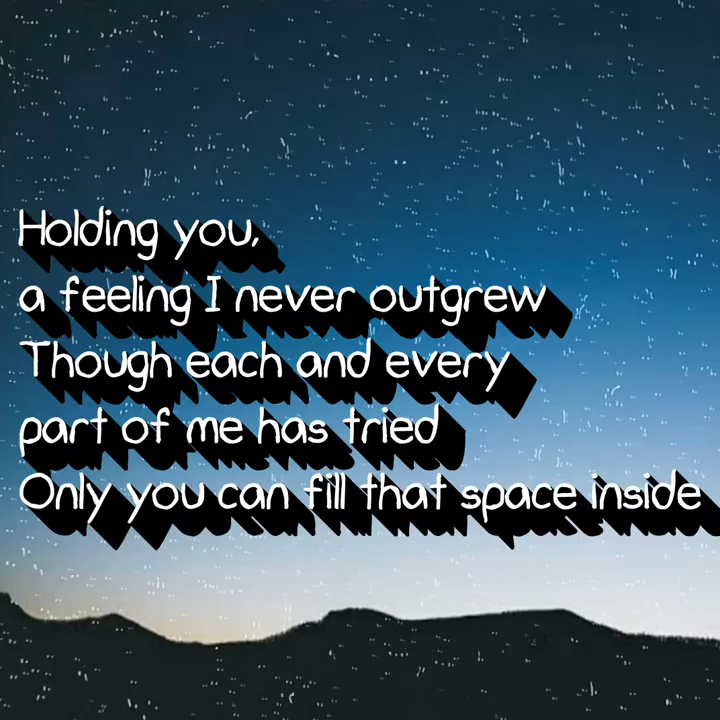 Holding you,
a feeling I never outgrew
Though each and every
part of me has tried
Only you can fill that space inside